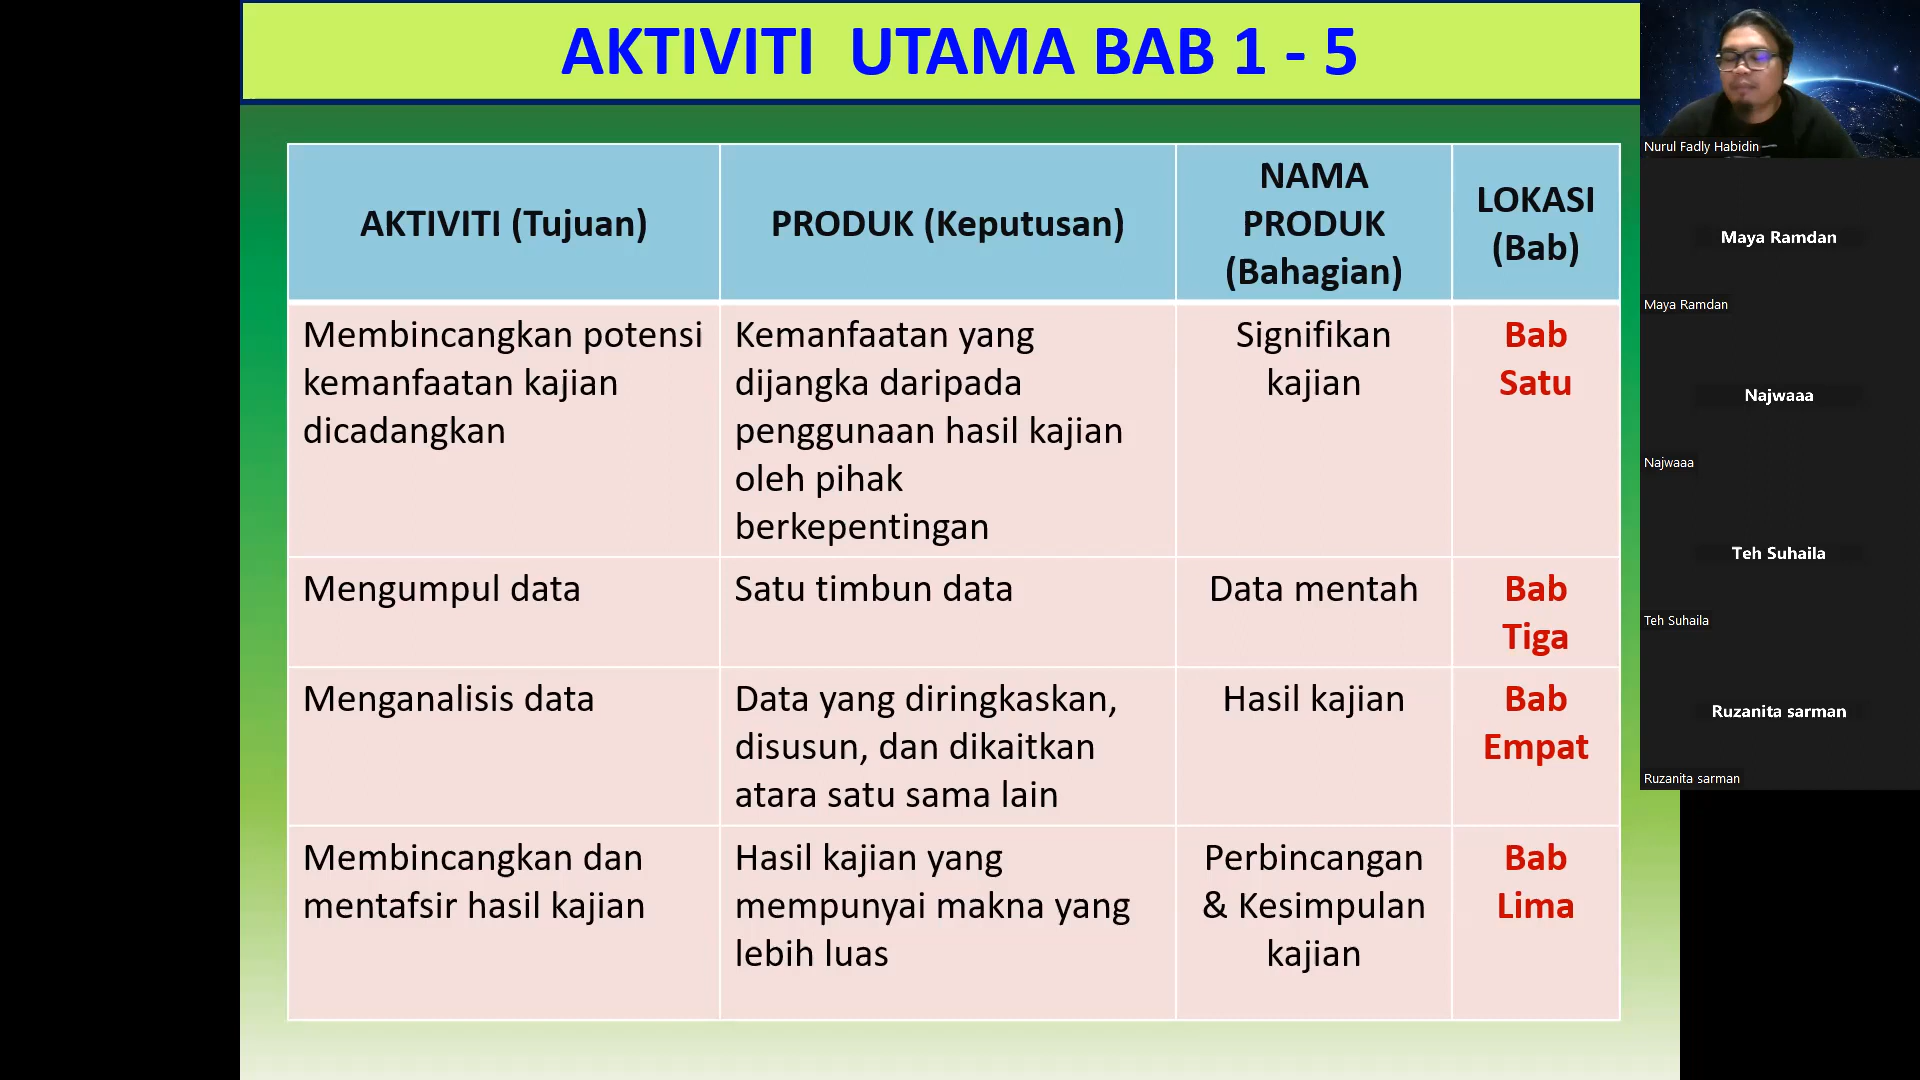 AKTIVITI  UTAMA BAB 1 - 5
AKTIVITI (Tujuan)
PRODUK (Keputusan)
NAMA
PRODUK
(Bahagian)
LOKASI
(Bab)
Membincangkan potensi
kemanfaatan kajian
dicadangkan
Kemanfaatan yang
dijangka daripada
penggunaan hasil kajian
oleh pihak
berkepentingan
Signifikan
kajian
Bab
Satu
Mengumpul data
Satu timbun data
Data mentah
Bab
Tiga
Menganalisis data
Data yang diringkaskan,
disusun, dan dikaitkan
atara satu sama lain
Hasil kajian
Bab
Empat
Membincangkan dan
mentafsir hasil kajian
Hasil kajian yang
mempunyai makna yang
lebih luas
Perbincangan
& Kesimpulan
kajian
Bab
Lima
Nurul Fadly Habidin
Maya Ramdan
Maya Ramdan
Najwaaa
Najwaaa
Teh Suhaila
Teh Suhaila
Ruzanita sarman
Ruzanita sarman